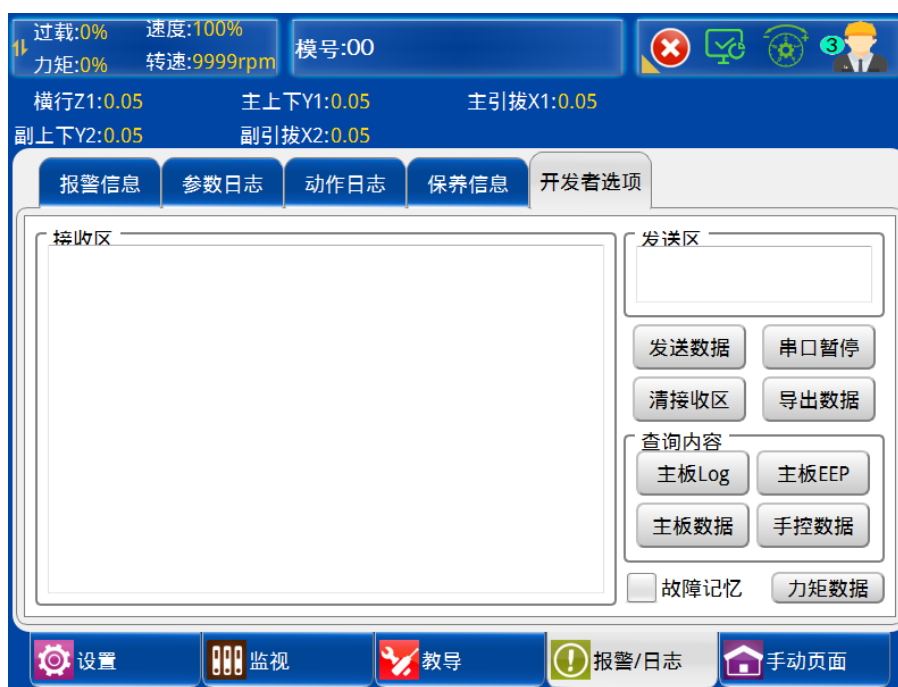 过载:0% 速度:100%
力矩:0% 转速:9999rpm
模号:00
3
横行Z1:0.05 主上下Y1:0.05 主引拔X1:0.05
副上下Y2:0.05 副引拔X2:0.05
报警信息 参数日志 动作日志 保养信息 开发者选项
接收区
发送区
发送数据 串口暂停
清接收区 导出数据
查询内容
主板Log 主板EEP
主板数据 手控数据
故障记忆 力矩数据
设置 监视 教导 报警/日志 手动页面